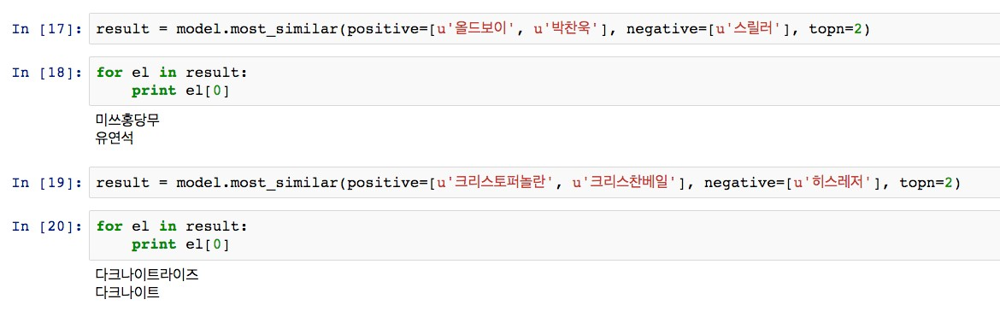 In [17]: result = model.most_similar(positive=[u'올드보이', u'박찬욱'], negative=[u'스릴러'], topn=2)
In [18]: for el in result:
    print el[0]
미쓰홍당무
유연석
In [19]: result = model.most_similar(positive=[u'크리스토퍼놀란', u'크리스찬베일'], negative=[u'히스레저'], topn=2)
In [20]: for el in result:
    print el[0]
다크나이트라이즈
다크나이트